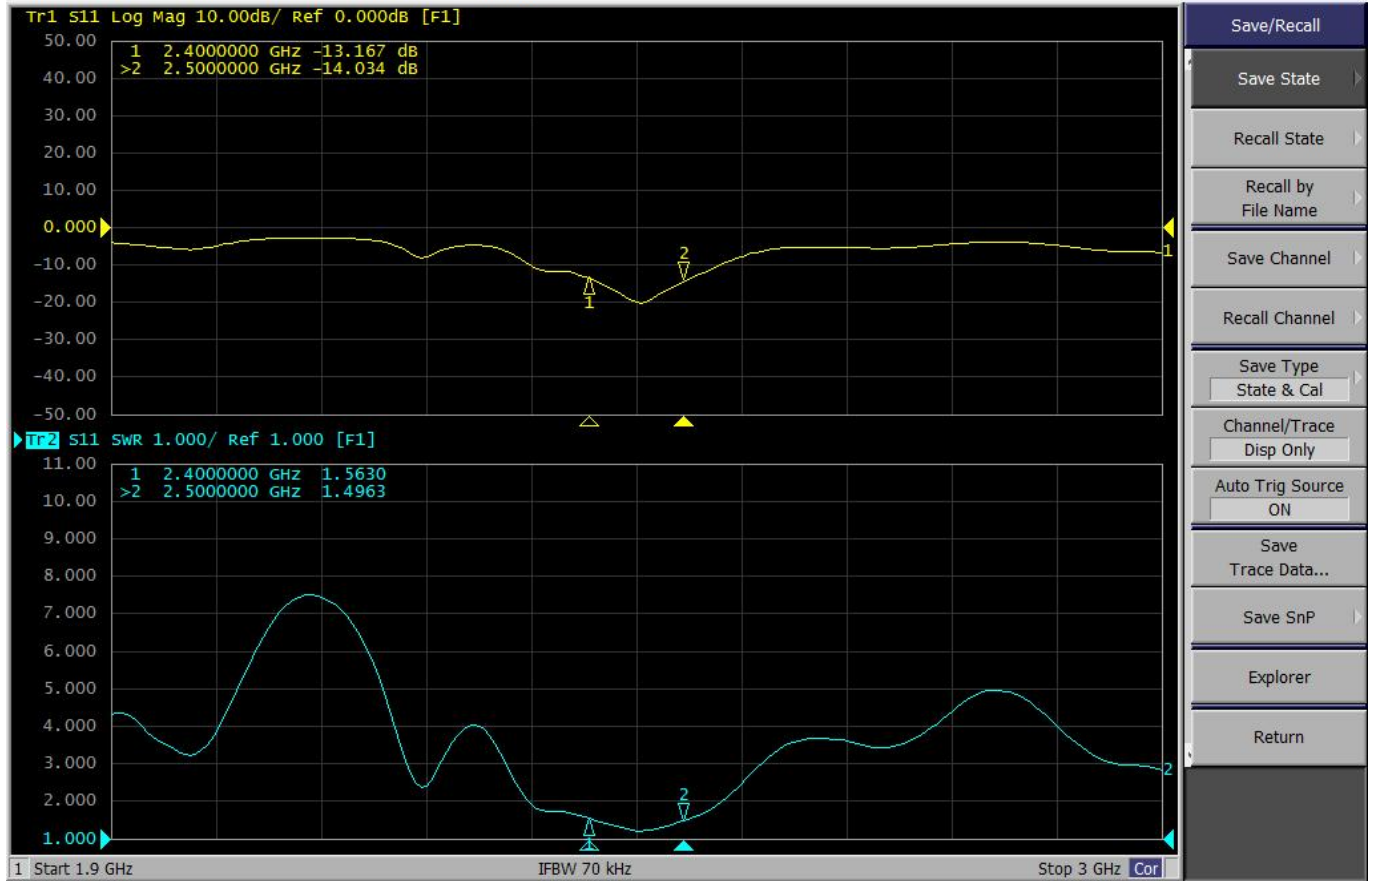 Tr1 S11 Log Mag 10.00dB/ Ref 0.000dB [F1]
50.00
1 2.4000000 GHz -13.167 dB
>2 2.5000000 GHz -14.034 dB
40.00
30.00
20.00
10.00
0.000
-10.00
-20.00
-30.00
-40.00
-50.00
2
1
1
Tr2 S11 SWR 1.000/ Ref 1.000 [F1]
11.00
1 2.4000000 GHz 1.5630
>2 2.5000000 GHz 1.4963
10.00
9.000
8.000
7.000
6.000
5.000
4.000
3.000
2.000
1.000
2
1
2
1 Start 1.9 GHz IFBW 70 kHz Stop 3 GHz Cor
Save/Recall
Save State
Recall State
Recall by
File Name
Save Channel
Recall Channel
Save Type
State & Cal
Channel/Trace
Disp Only
Auto Trig Source
ON
Save
Trace Data...
Save SnP
Explorer
Return